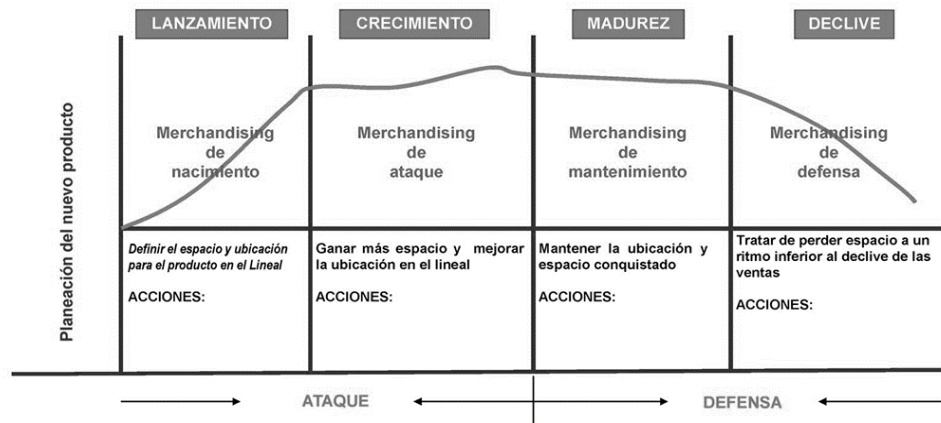 LANZAMIENTO
CRECIMIENTO
MADUREZ
DECLIVE
Planeación del nuevo producto
Merchandising
de
nacimiento
Merchandising
de
ataque
Merchandising
de
mantenimiento
Merchandising
de
defensa
Definir el espacio y ubicación
para el producto en el Lineal
ACCIONES:
Ganar más espacio y mejorar
la ubicación en el lineal
ACCIONES:
Mantener la ubicación y
espacio conquistado
ACCIONES:
Tratar de perder espacio a un
ritmo inferior al declive de las
ventas
ACCIONES:
ATAQUE
DEFENSA